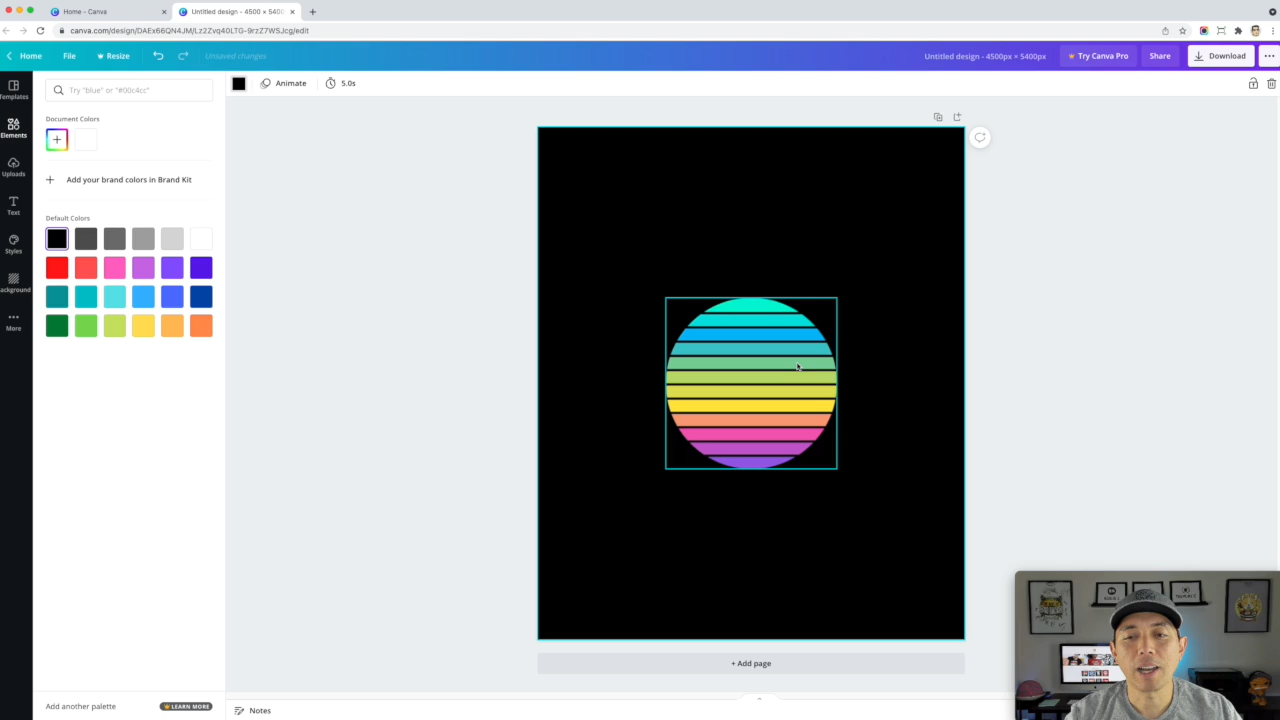 Home - Canva
Untitled design - 4500 × 540
canva.com/design/DAEx66QN4JM/Lz2Zvq40LTG-9rzZ7WSJcg/edit
Home
File
Resize
Unsaved changes
Untitled design - 4500px × 5400px
Try Canva Pro
Share
Download
Templates
Elements
Uploads
Text
Styles
ackground
More
Try "blue" or "#00c4cc"
Animate
5.0s
Document Colors
Add your brand colors in Brand Kit
Default Colors
+ Add page
Add another palette
LEARN MORE
Notes